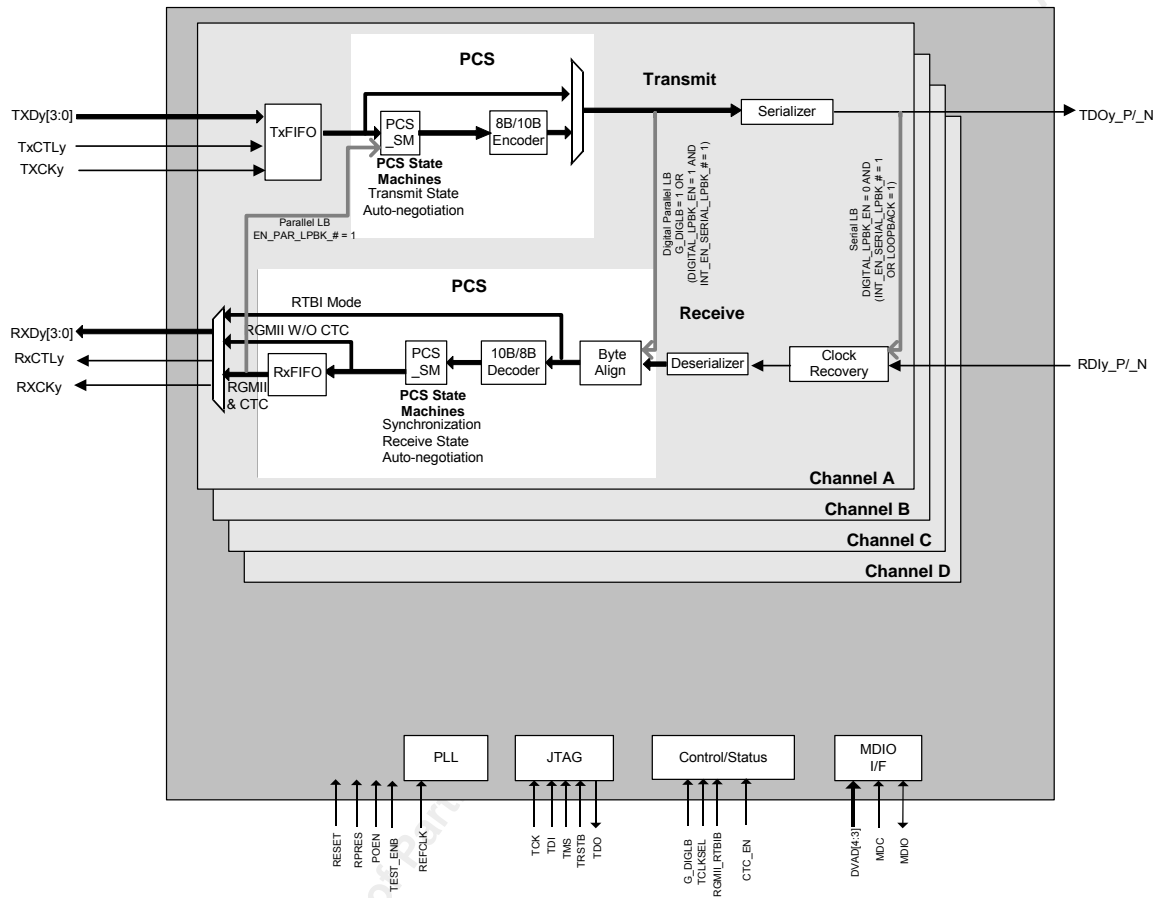 PCS
Transmit
TXDy[3:0]
TxCTLy
TXCKy
TxFIFO
PCS
_SM
8B/10B
Encoder
Serializer
TDOy_P/_N
PCS State
Machines
Transmit State
Auto-negotiation
Parallel LB
EN_PAR_LPBK_# = 1
Digital Parallel LB
G_DIGLB = 1 OR
(DIGITAL_LPBK_EN = 1 AND
INT_EN_SERIAL_LPBK_# = 1)
Serial LB
DIGITAL_LPBK_EN = 0 AND
(INT_EN_SERIAL_LPBK_# = 1
OR LOOPBACK = 1)
PCS
Receive
RTBI Mode
RGMII W/O CTC
RXDy[3:0]
RxCTLy
RXCKy
RGMII
& CTC
RxFIFO
PCS
_SM
10B/8B
Decoder
Byte
Align
Deserializer
Clock
Recovery
RDIy_P/_N
PCS State
Machines
Synchronization
Receive State
Auto-negotiation
Channel A
Channel B
Channel C
Channel D
PLL
JTAG
Control/Status
MDIO
I/F
RESET
RPRES
POEN
TEST_ENB
REFCLK
TCK
TDI
TMS
TRSTB
TDO
G_DIGLB
TCLKSEL
RGMII_RTBIB
CTC_EN
DVAD[4:3]
MDC
MDIO